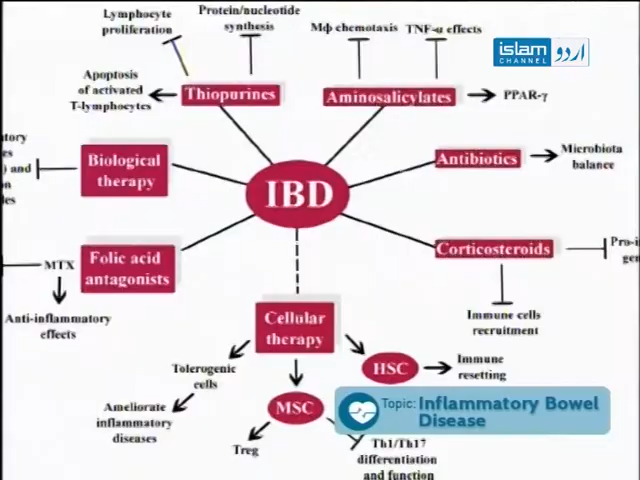 Lymphocyte
proliferation
Protein/nucleotide
synthesis
Mφ chemotaxis
TNF-α effects
islam
CHANNEL
اردو
Apoptosis
of activated
T-lymphocytes
Thiopurines
Aminosalicylates
PPAR-γ
Biological
therapy
IBD
Antibiotics
Microbiota
balance
) and
MTX
Folic acid
antagonists
Corticosteroids
Anti-inflammatory
effects
Immune cells
recruitment
Cellular
therapy
Tolerogenic
cells
HSC
Immune
resetting
Ameliorate
inflammatory
diseases
MSC
Treg
Th1/Th17
differentiation
and function
Topic: Inflammatory Bowel
Disease